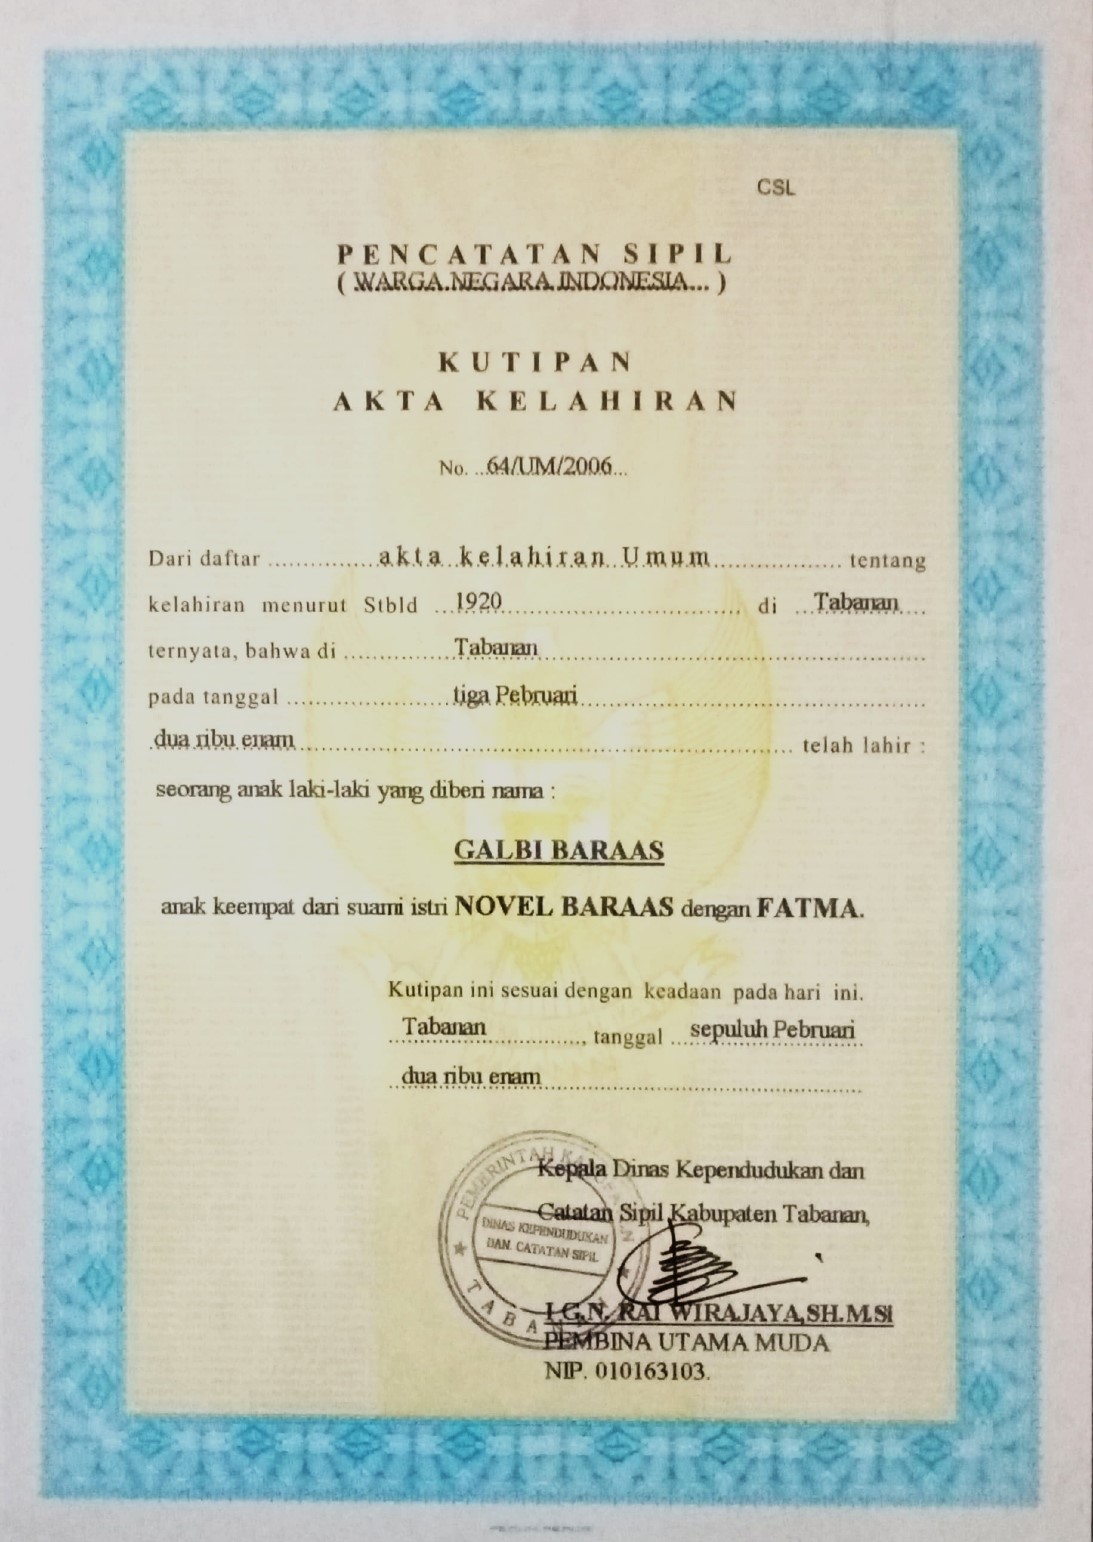 CSL
PENCATATAN SIPIL
( WARGA NEGARA INDONESIA... )
KUTIPAN
AKTA KELAHIRAN
No. ..64/UM/2006...
Dari daftar ............... akta kelahiran Umum .................. tentang
kelahiran menurut Stbld ...1920................................... di ...Tabanan....
ternyata, bahwa di ................Tabanan......................................................
pada tanggal ........................tiga Pebruari..................................................
dua ribu enam....................................................................... telah lahir :
seorang anak laki-laki yang diberi nama :
GALBI BARAAS
anak keempat dari suami istri NOVEL BARAAS dengan FATMA.
Kutipan ini sesuai dengan keadaan pada hari ini.
Tabanan.............., tanggal ...sepuluh Pebruari
dua ribu enam..............................................
PEMERINTAH KABUPATEN
DINAS KEPENDUDUKAN
DAN CATATAN SIPIL
TABANAN
Kepala Dinas Kependudukan dan
Catatan Sipil Kabupaten Tabanan,
I G.N. RAI WIRAJAYA,SH.M.Si
PEMBINA UTAMA MUDA
NIP. 010163103.